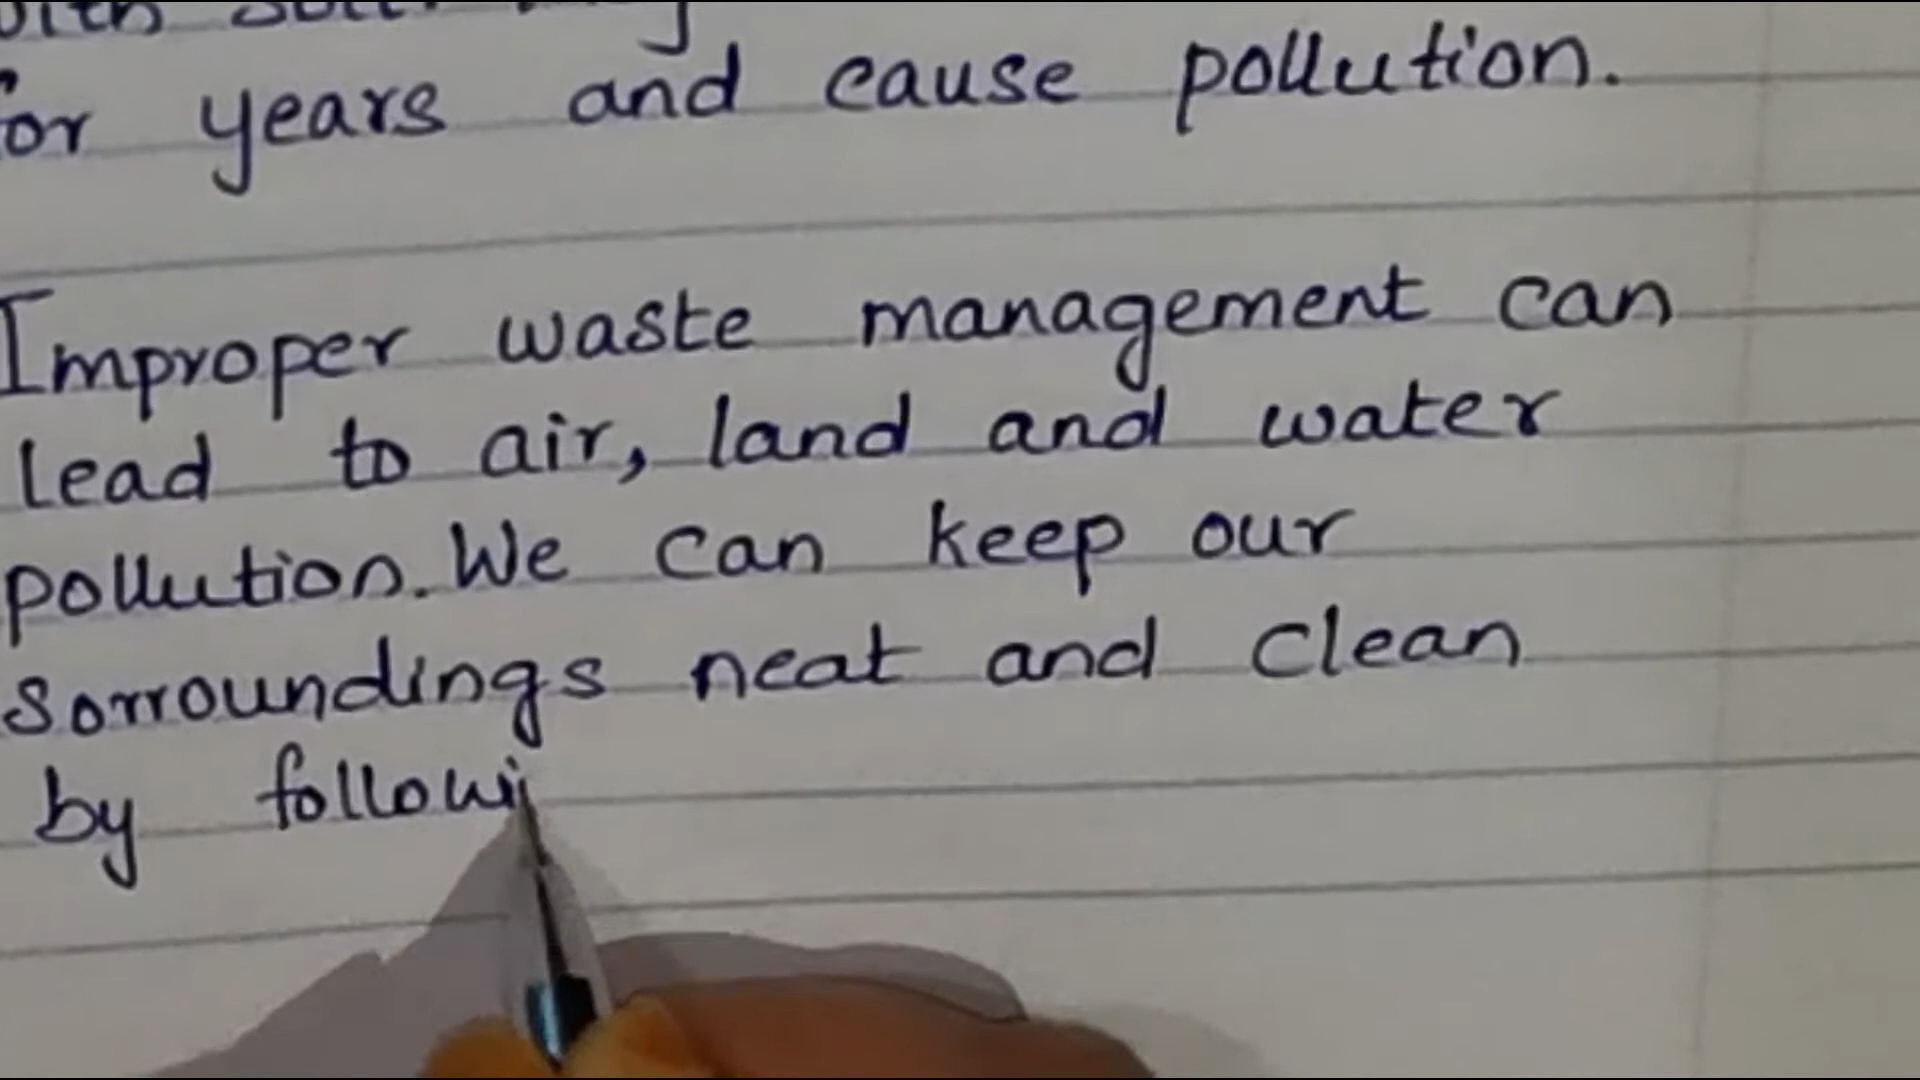 for years and cause pollution.
Improper waste management can
lead to air, land and water
pollution. We can keep our
sorroundings neat and clean
by followi